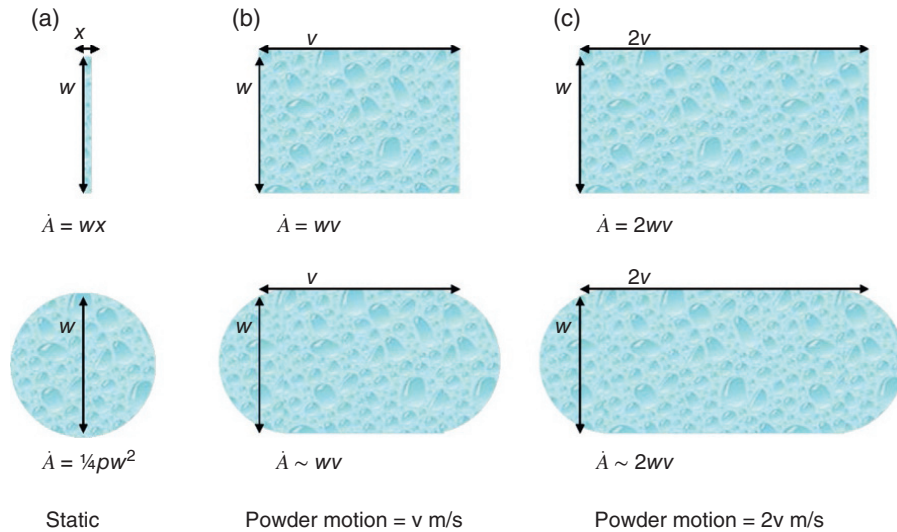 (a) (b) (c)
x v 2v
w w w
Ȧ = wx Ȧ = wv Ȧ = 2wv
v 2v
w w w
Ȧ = ¼pw² Ȧ ~ wv Ȧ ~ 2wv
Static Powder motion = v m/s Powder motion = 2v m/s